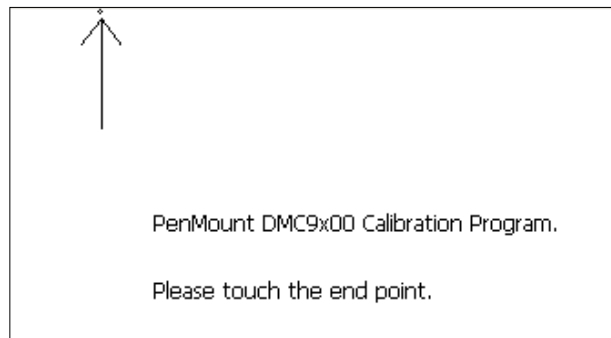 PenMount DMC9x00 Calibration Program.
Please touch the end point.